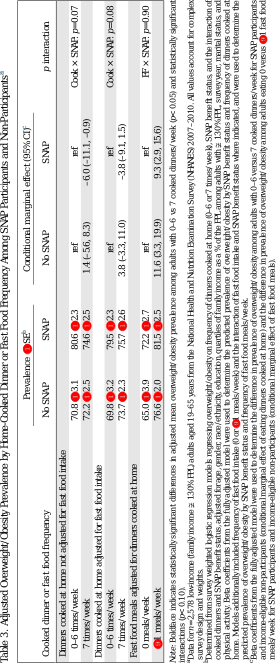 Table 3. Adjusted Overweight/Obesity Prevalence by Home-Cooked Dinner or Fast Food Frequency Among SNAP Participants and Non-Participants^a
Prevalence SE^b
Conditional marginal effect (95% CI)^c
Cooked dinner or fast food frequency No SNAP SNAP No SNAP SNAP p interaction
Dinners cooked at home not adjusted for fast food intake
0–6 times/week 70.8 3.1 80.6 2.3 ref ref Cook × SNAP p=0.07
7 times/week 72.2 2.5 74.6 2.5 1.4 (−5.6, 8.3) −6.0 (−11.1, −0.9)
Dinners cooked at home adjusted for fast food intake
0–6 times/week 69.8 3.2 79.5 2.3 ref ref Cook × SNAP p=0.08
7 times/week 73.7 2.3 75.7 2.6 3.8 (−3.3, 11.0) −3.8 (−9.1, 1.5)
Fast food meals adjusted for dinners cooked at home
0 meals/week 65.0 3.9 72.2 2.7 ref ref FF × SNAP p=0.90
1 meals/week 76.6 2.0 81.5 2.5 11.6 (3.3, 19.9) 9.3 (2.9, 15.6)
Note: Boldface indicates statistically significant differences in adjusted mean overweight/obesity prevalence among adults with 0–6 vs 7 cooked dinners/week (p< 0.05) and statistically significant
interactions (p<0.10).
^aData for n=2,578 low-income (family income ≥ 130% FPL) adults aged 19–65 years from the National Health and Nutrition Examination Survey (NHANES) 2007–2010. All values account for complex
survey design and weights.
^bDetermined from survey weighted logistic regression models regressing overweight/obesity on frequency of dinners cooked at home (0–6 or 7 times/week), SNAP benefit status, and the interaction of
cooked dinners and SNAP benefit status, adjusted for age, gender, race/ethnicity, education, quartiles of family income as a % of the FPL among adults with ≥ 130% FPL, survey year, marital status, and
physical activity. Beta coefficients from the fully adjusted model were used to determine the predicted prevalence of overweight/obesity by SNAP benefit status and frequency of dinners cooked at
home. Models additionally included frequency of fast food intake (0 or 1 meals/week) and the interaction of fast food intake and SNAP benefit status where indicated, and were used to determine the
predicted prevalence of overweight/obesity by SNAP benefit status and frequency of fast food meals/week.
^cBeta coefficients from the fully adjusted model were used to determine the difference in prevalence of overweight/obesity among adults with 0–6 versus 7 cooked dinners/week for SNAP participants
and income-eligible non-participants (conditional marginal effect of eating dinners cooked at home) and the difference in prevalence of overweight/obesity among adults eating 0 versus 1 fast food
meals/week for SNAP participants and income-eligible non-participants (conditional marginal effect of fast food meals).